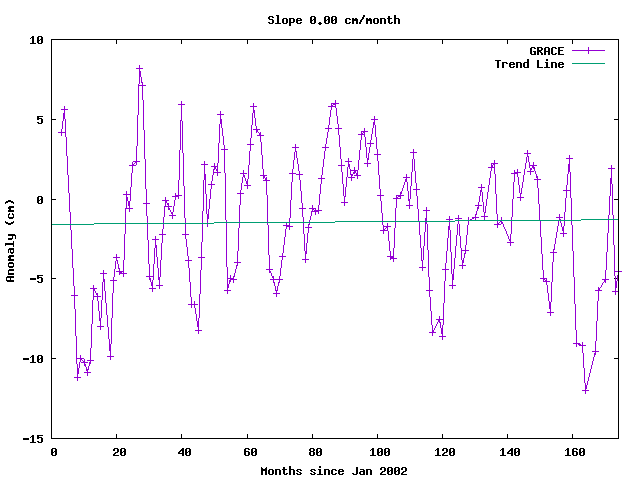 Slope 0.00 cm/month
GRACE
Trend Line
10
5
0
-5
-10
-15
Anomaly (cm)
0 20 40 60 80 100 120 140 160
Months since Jan 2002